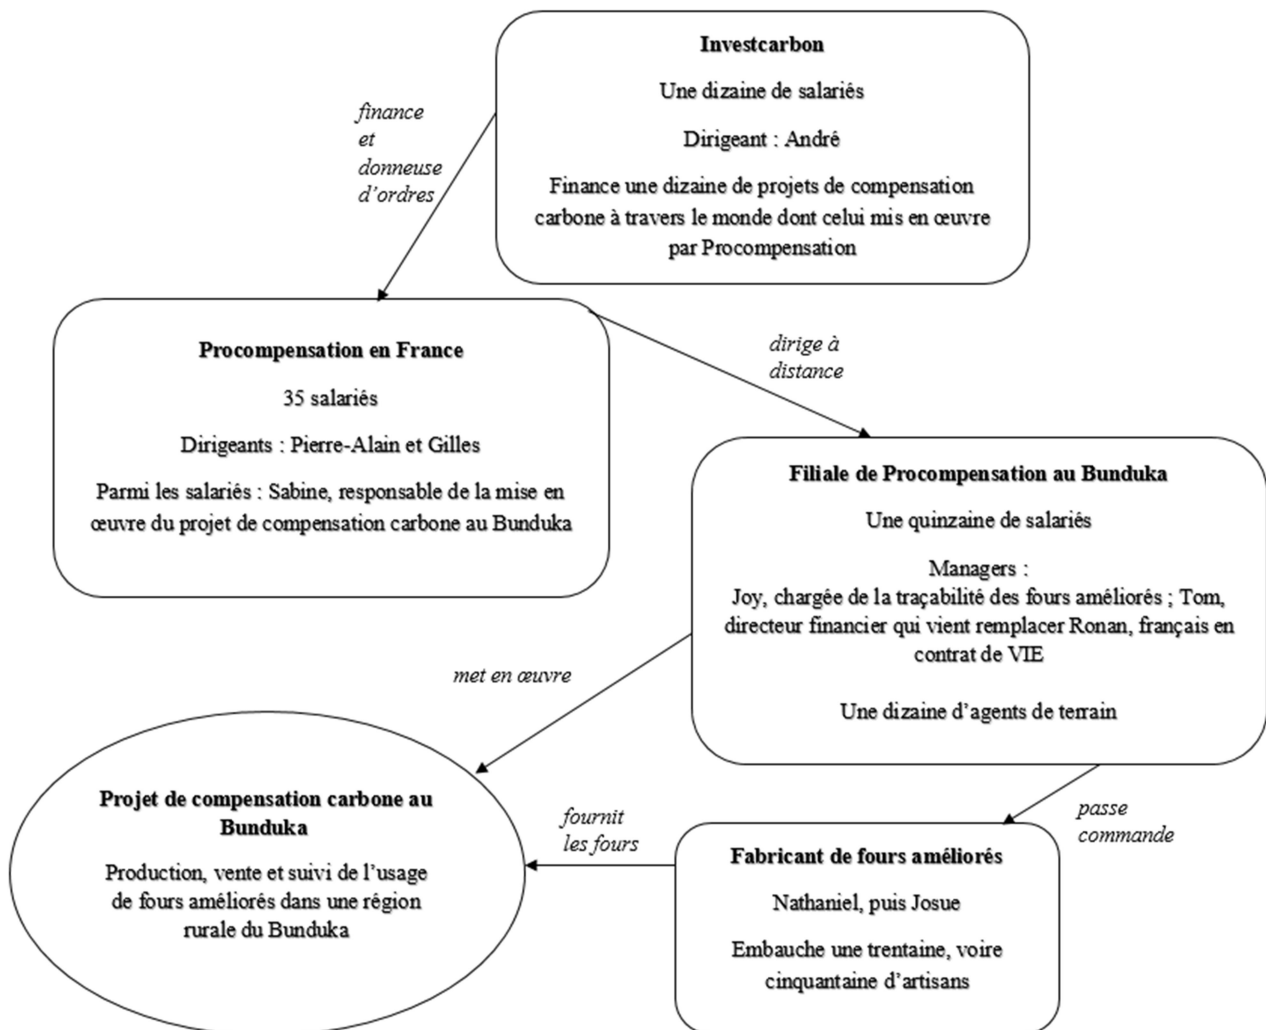 Investcarbon
Une dizaine de salariés
Dirigeant : André
Finance une dizaine de projets de compensation
carbone à travers le monde dont celui mis en œuvre
par Procompensation
finance
et
donneuse
d'ordres
Procompensation en France
35 salariés
Dirigeants : Pierre-Alain et Gilles
Parmi les salariés : Sabine, responsable de la mise en
œuvre du projet de compensation carbone au Bunduka
dirige à
distance
Filiale de Procompensation au Bunduka
Une quinzaine de salariés
Managers :
Joy, chargée de la traçabilité des fours améliorés ; Tom,
directeur financier qui vient remplacer Ronan, français en
contrat de VIE
Une dizaine d'agents de terrain
met en œuvre
Projet de compensation carbone au
Bunduka
Production, vente et suivi de l'usage
de fours améliorés dans une région
rurale du Bunduka
fournit
les fours
passe
commande
Fabricant de fours améliorés
Nathaniel, puis Josue
Embauche une trentaine, voire
cinquantaine d'artisans